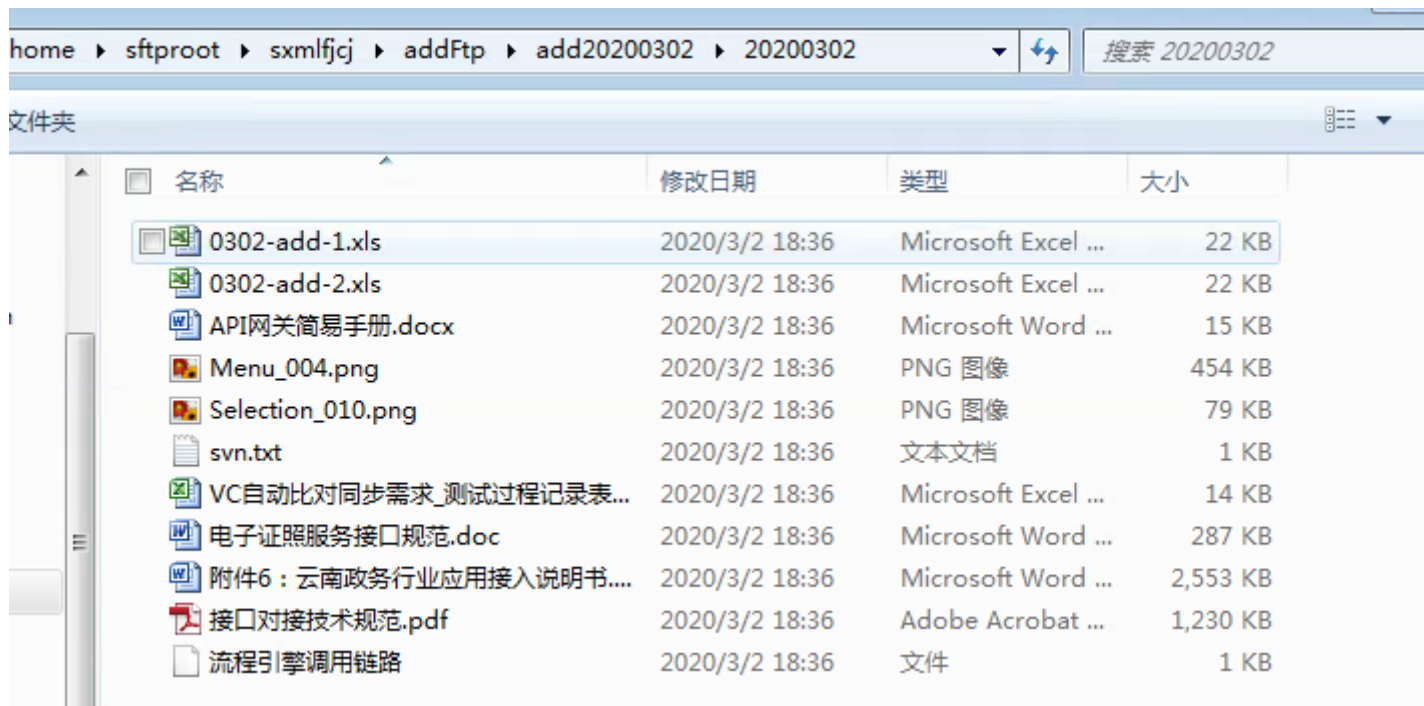 home ▸ sftproot ▸ sxmlfjcj ▸ addFtp ▸ add20200302 ▸ 20200302 搜索 20200302
文件夹
名称 修改日期 类型 大小
0302-add-1.xls 2020/3/2 18:36 Microsoft Excel ... 22 KB
0302-add-2.xls 2020/3/2 18:36 Microsoft Excel ... 22 KB
API网关简易手册.docx 2020/3/2 18:36 Microsoft Word ... 15 KB
Menu_004.png 2020/3/2 18:36 PNG 图像 454 KB
Selection_010.png 2020/3/2 18:36 PNG 图像 79 KB
svn.txt 2020/3/2 18:36 文本文档 1 KB
VC自动比对同步需求_测试过程记录表... 2020/3/2 18:36 Microsoft Excel ... 14 KB
电子证照服务接口规范.doc 2020/3/2 18:36 Microsoft Word ... 287 KB
附件6：云南政务行业应用接入说明书.... 2020/3/2 18:36 Microsoft Word ... 2,553 KB
接口对接技术规范.pdf 2020/3/2 18:36 Adobe Acrobat ... 1,230 KB
流程引擎调用链路 2020/3/2 18:36 文件 1 KB